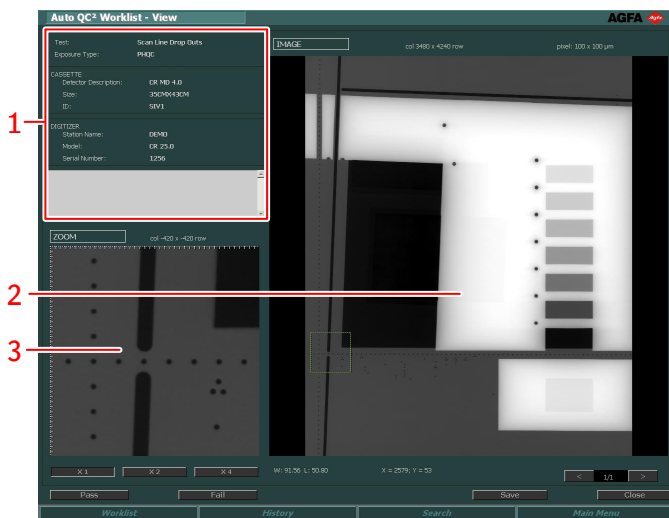 Auto QC² Worklist - View
AGFA
Test: Scan Line Drop Outs
Exposure Type: PHQC
CASSETTE
Detector Description: CR MD 4.0
Size: 35CMX43CM
ID: SIV1
DIGITIZER
Station Name: DEMO
Model: CR 25.0
Serial Number: 1256
IMAGE col 3480 x 4240 row pixel: 100 x 100 µm
ZOOM col -420 x -420 row
1
2
3
X 1 X 2 X 4
W: 91.56 L: 50.80 X = 2579; Y = 53
< 1/1 >
Pass Fail Save Close
Worklist History Search Main Menu